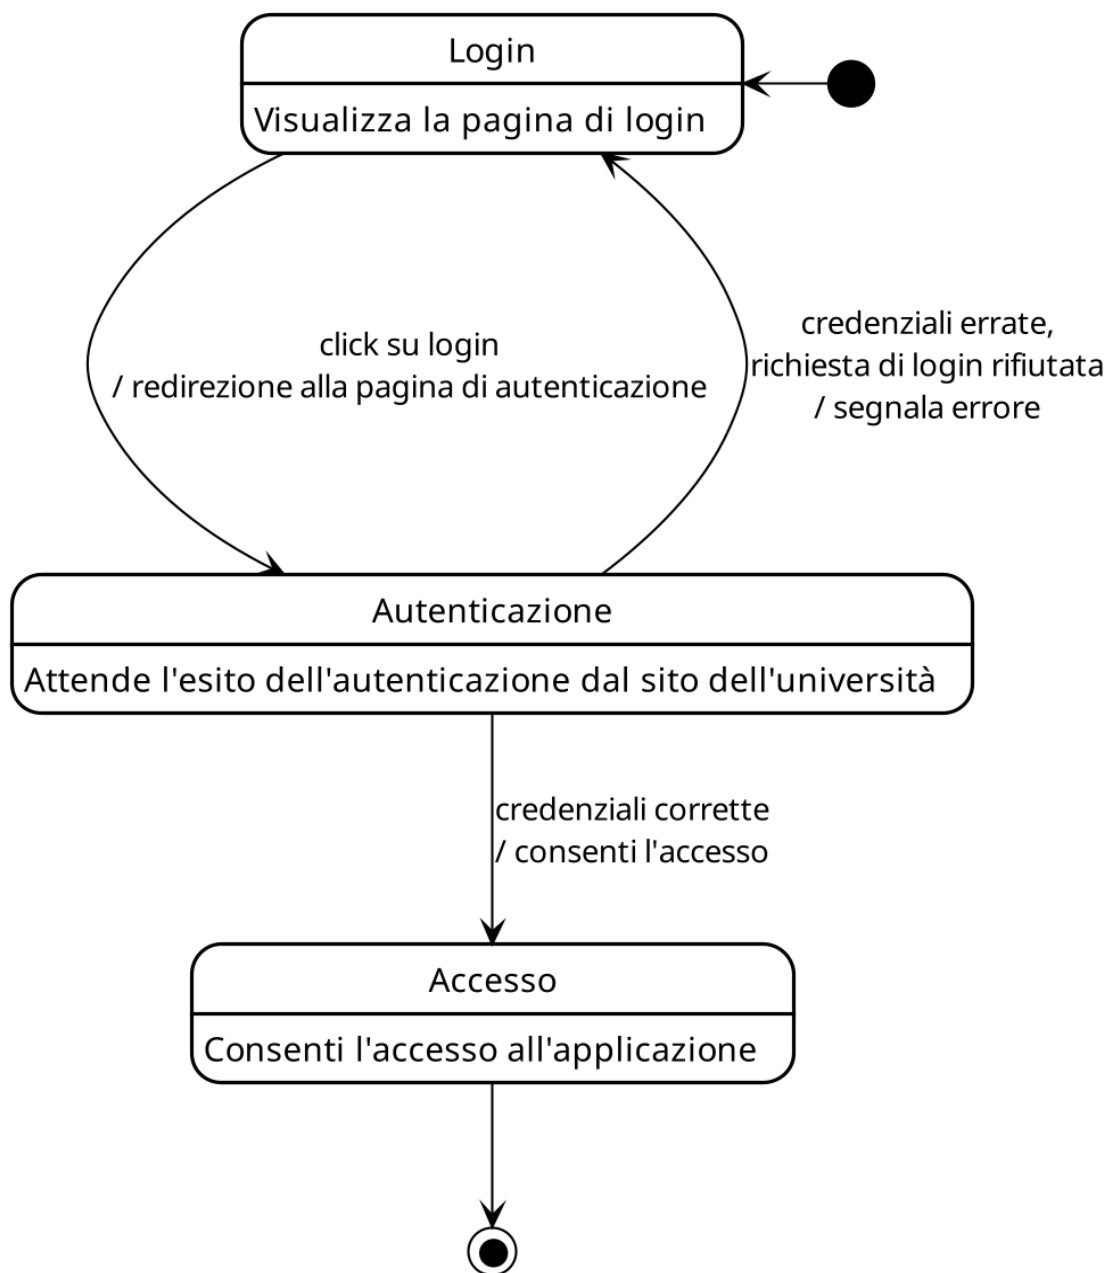 Login
Visualizza la pagina di login
click su login
/ redirezione alla pagina di autenticazione
credenziali errate,
richiesta di login rifiutata
/ segnala errore
Autenticazione
Attende l'esito dell'autenticazione dal sito dell'università
credenziali corrette
/ consenti l'accesso
Accesso
Consenti l'accesso all'applicazione